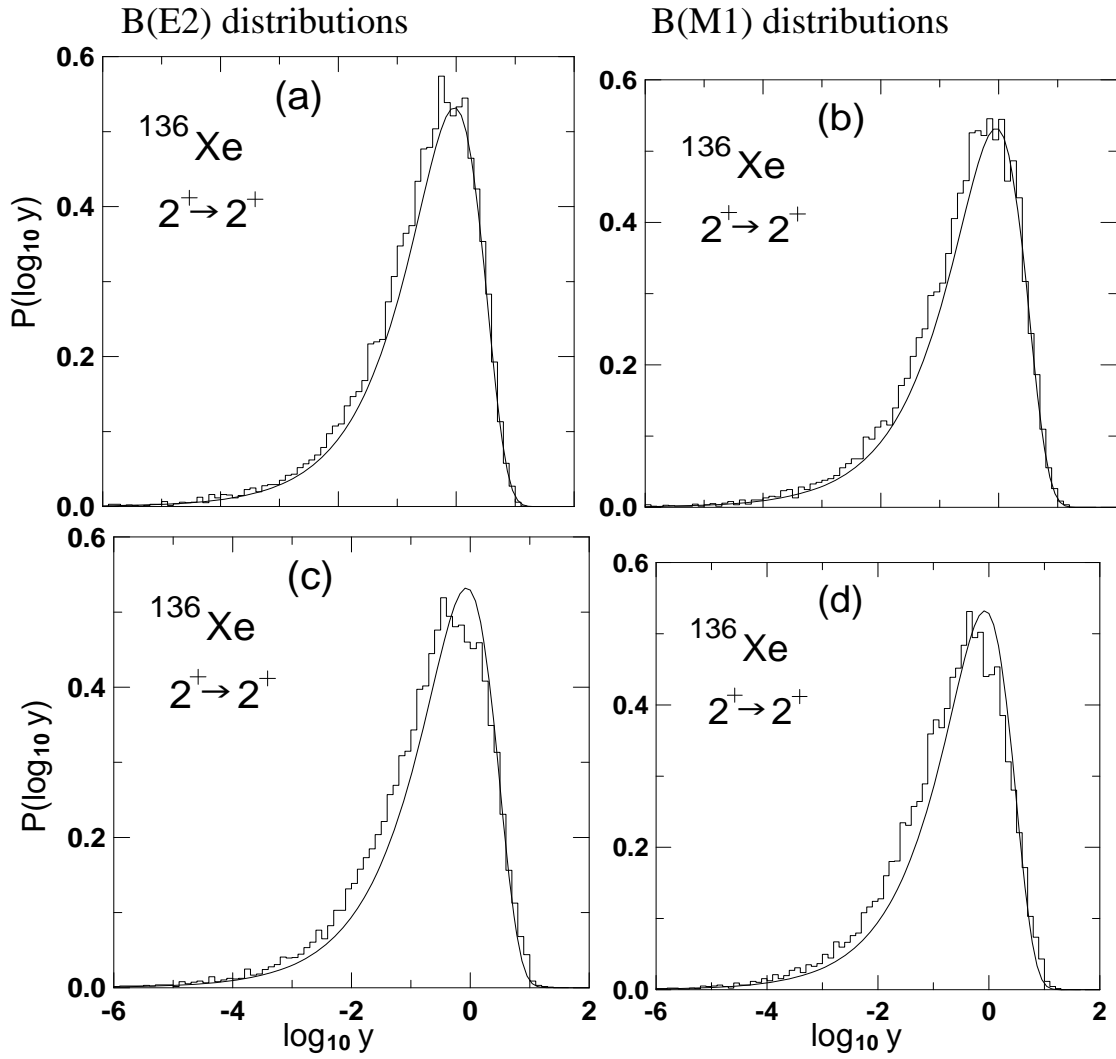 B(E2) distributions
B(M1) distributions
0.6
0.4
0.2
0.0
P(log₁₀ y)
(a)
¹³⁶Xe
2⁺→2⁺
0.6
0.4
0.2
0.0
(b)
¹³⁶Xe
2⁺→2⁺
0.6
0.4
0.2
0.0
P(log₁₀ y)
(c)
¹³⁶Xe
2⁺→2⁺
-6 -4 -2 0 2
log₁₀ y
0.6
0.4
0.2
0.0
(d)
¹³⁶Xe
2⁺→2⁺
-6 -4 -2 0 2
log₁₀ y